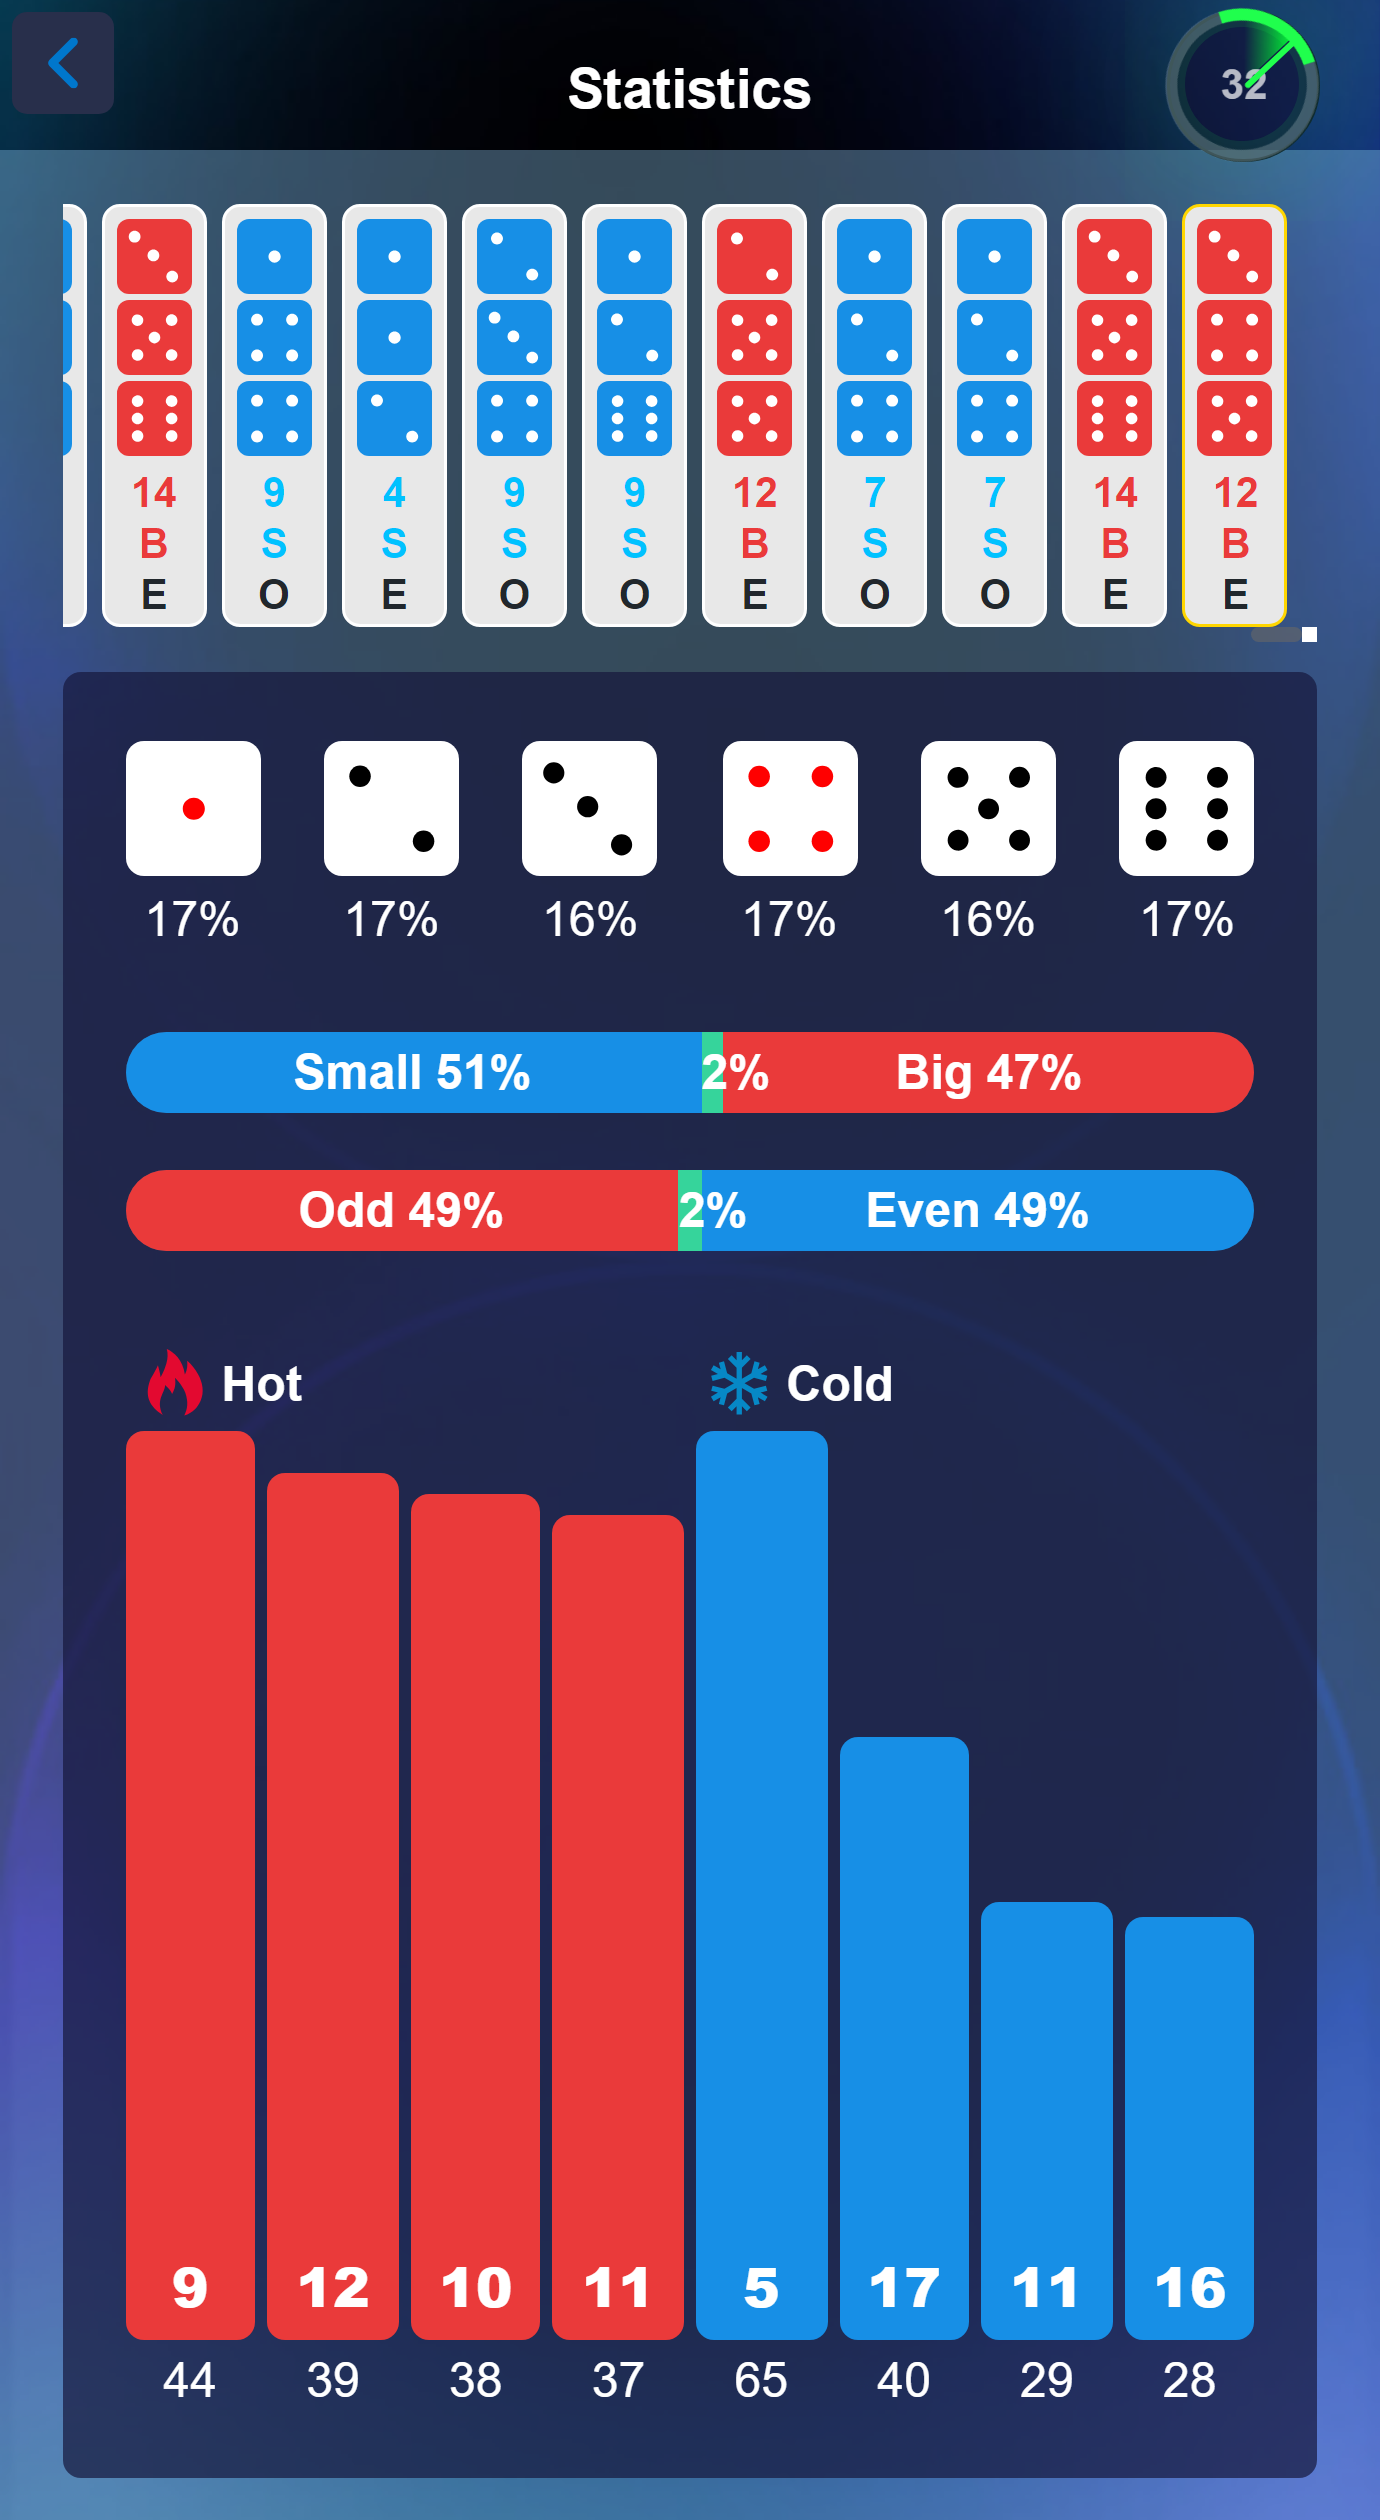 Statistics
32
14 9 4 9 9 12 7 7 14 12
B S S S S B S S B B
E O E O O E O O E E
17% 17% 16% 17% 16% 17%
Small 51% 2% Big 47%
Odd 49% 2% Even 49%
Hot Cold
9 12 10 11 5 17 11 16
44 39 38 37 65 40 29 28